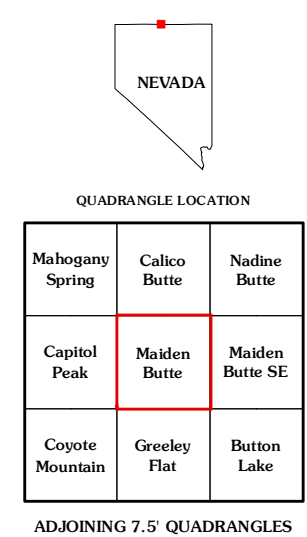 NEVADA
QUADRANGLE LOCATION
Mahogany
Spring
Calico
Butte
Nadine
Butte
Capitol
Peak
Maiden
Butte
Maiden
Butte SE
Coyote
Mountain
Greeley
Flat
Button
Lake
ADJOINING 7.5' QUADRANGLES